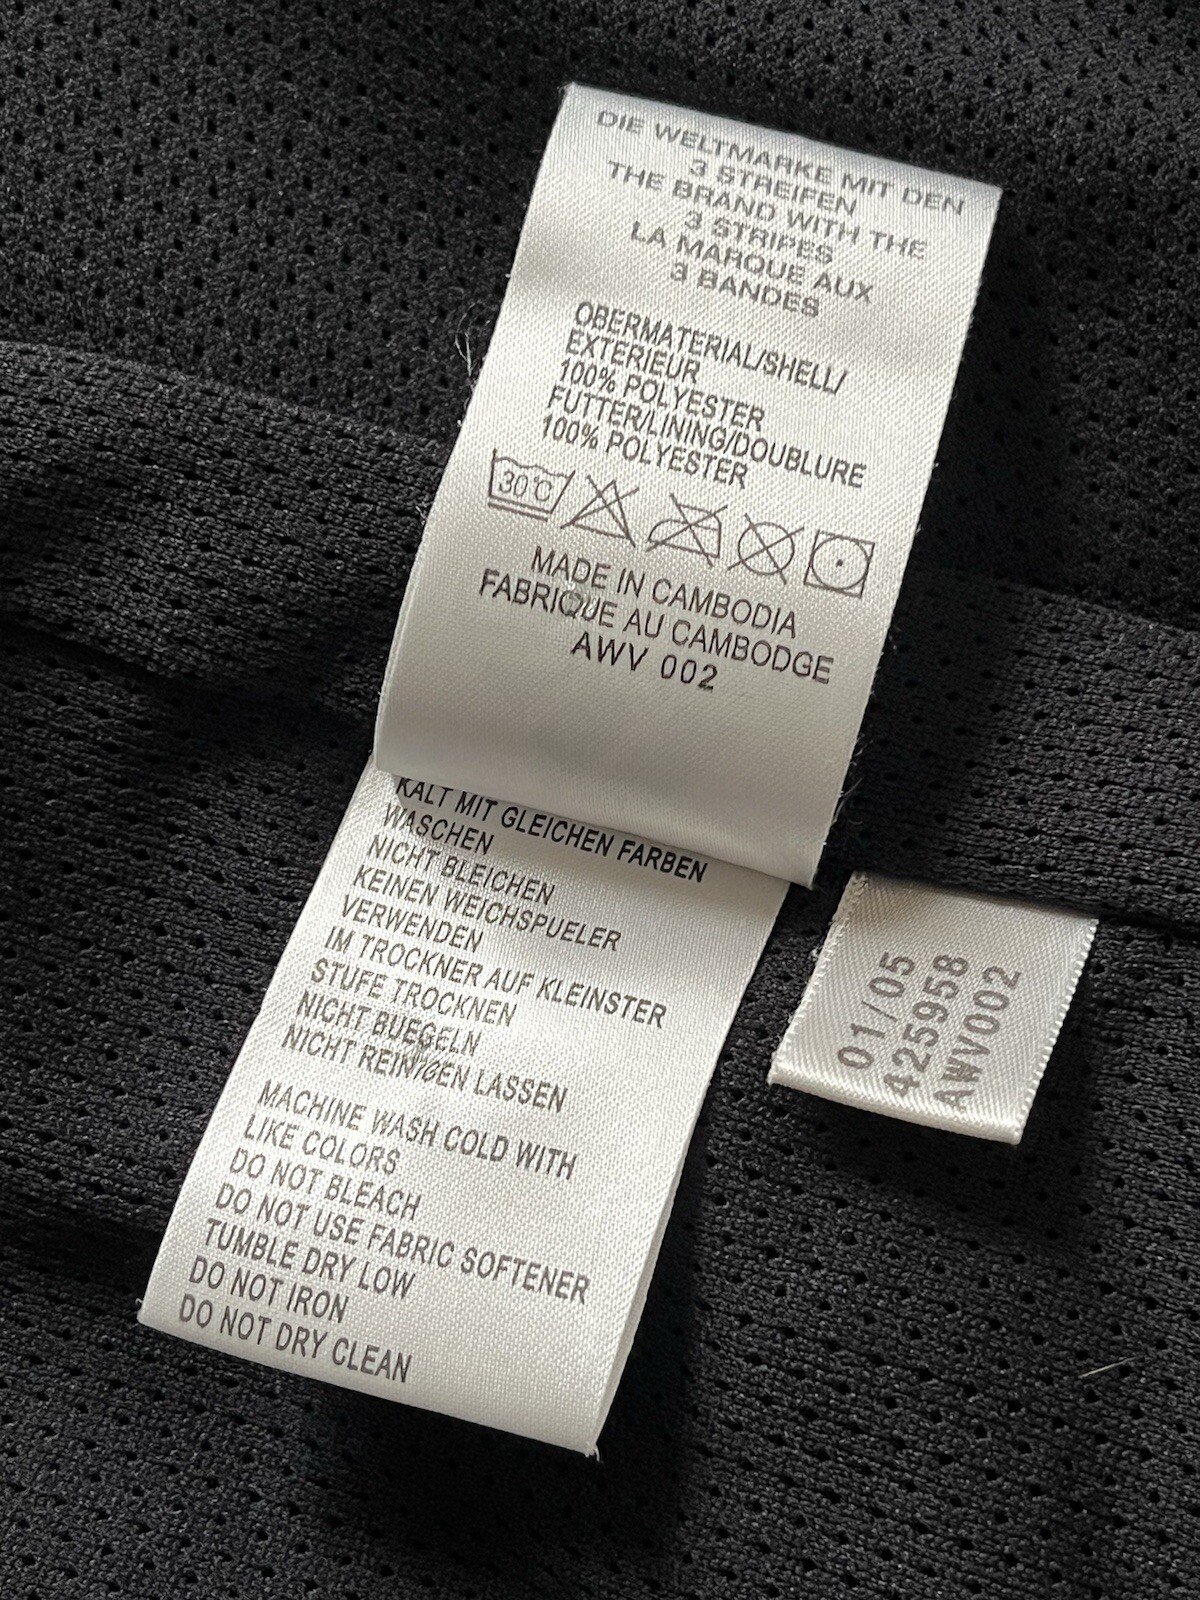 DIE WELTMARKE MIT DEN
3 STREIFEN
THE BRAND WITH THE
3 STRIPES
LA MARQUE AUX
3 BANDES
OBERMATERIAL/SHELL/
EXTERIEUR
100% POLYESTER
FUTTER/LINING/DOUBLURE
100% POLYESTER
30°C
MADE IN CAMBODIA
FABRIQUE AU CAMBODGE
AWV 002
KALT MIT GLEICHEN FARBEN
WASCHEN
NICHT BLEICHEN
KEINEN WEICHSPUELER
VERWENDEN
IM TROCKNER AUF KLEINSTER
STUFE TROCKNEN
NICHT BUEGELN
NICHT REINIGEN LASSEN
MACHINE WASH COLD WITH
LIKE COLORS
DO NOT BLEACH
DO NOT USE FABRIC SOFTENER
TUMBLE DRY LOW
DO NOT IRON
DO NOT DRY CLEAN
01/05
425958
AWV002